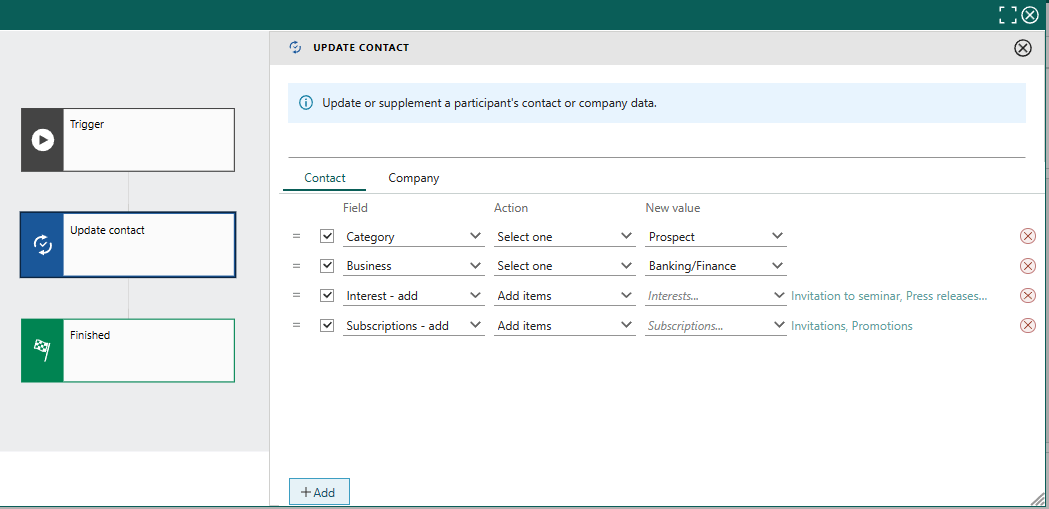 UPDATE CONTACT
Update or supplement a participant's contact or company data.
Trigger
Update contact
Finished
Contact Company
Field Action New value
Category Select one Prospect
Business Select one Banking/Finance
Interest - add Add items Interests... Invitation to seminar, Press releases...
Subscriptions - add Add items Subscriptions... Invitations, Promotions
+ Add